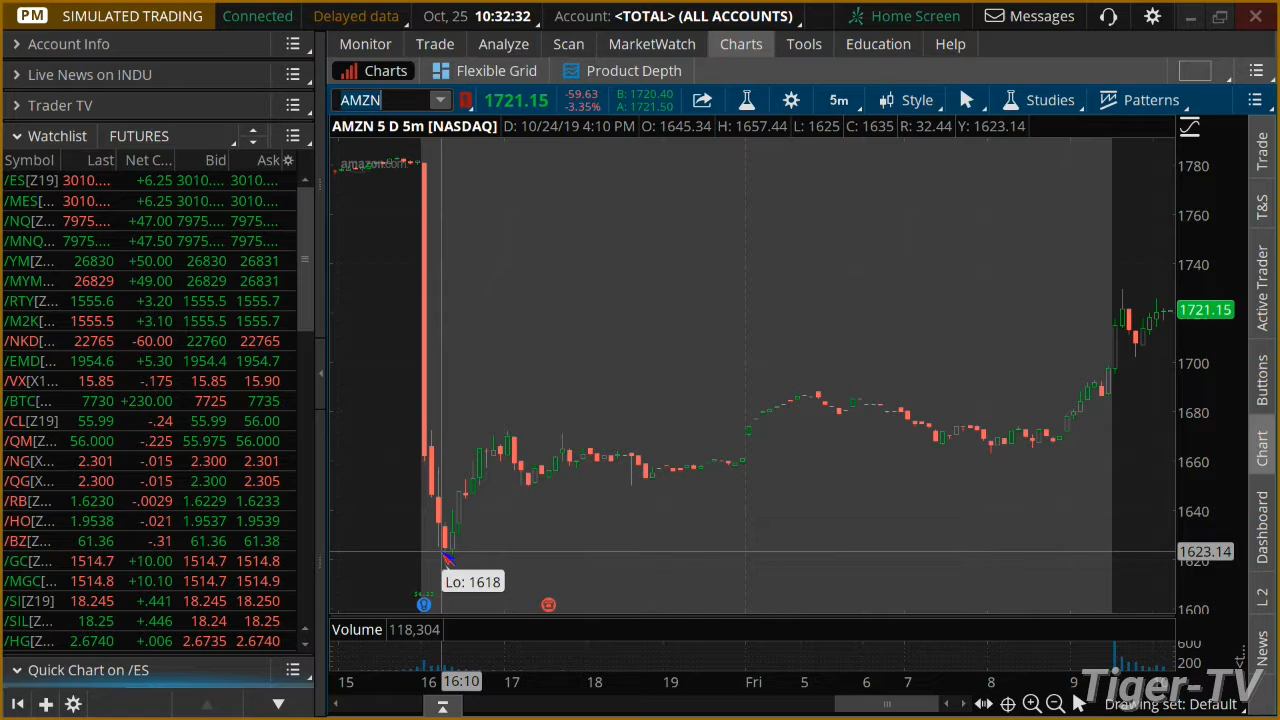 PM SIMULATED TRADING Connected Delayed data Oct, 25 10:32:32 Account: <TOTAL> (ALL ACCOUNTS) Home Screen Messages
Account Info
Live News on INDU
Trader TV
Watchlist FUTURES
Symbol Last Net C... Bid Ask
/ES[Z19] 3010.... +6.25 3010.... 3010...
/MES[... 3010.... +6.25 3010.... 3010...
/NQ[Z... 7975.... +47.00 7975.... 7975...
/MNQ... 7975.... +47.50 7975.... 7975...
/YM[Z... 26830 +50.00 26830 26831
/MYM... 26829 +49.00 26829 26831
/RTY[Z... 1555.6 +3.20 1555.5 1555.7
/M2K[... 1555.5 +3.10 1555.5 1555.7
/NKD[... 22765 -60.00 22760 22765
/EMD[... 1954.6 +5.30 1954.4 1954.7
/VX[X1... 15.85 -.175 15.85 15.90
/BTC[... 7730 +230.00 7725 7735
/CL[Z19] 55.99 -.24 55.99 56.00
/QM[Z... 56.000 -.225 55.975 56.000
/NG[X... 2.301 -.015 2.300 2.301
/QG[X... 2.300 -.015 2.300 2.305
/RB[Z... 1.6230 -.0029 1.6229 1.6233
/HO[Z... 1.9538 -.021 1.9537 1.9539
/BZ[Z... 61.36 -.31 61.36 61.38
/GC[Z... 1514.7 +10.00 1514.7 1514.8
/MGC[... 1514.8 +10.10 1514.7 1514.9
/SI[Z19] 18.245 +.441 18.245 18.250
/SIL[Z... 18.25 +.446 18.24 18.25
/HG[Z... 2.6740 +.006 2.6735 2.6740
Quick Chart on /ES
Monitor Trade Analyze Scan MarketWatch Charts Tools Education Help
Charts Flexible Grid Product Depth
AMZN 1721.15 -59.63 -3.35% B: 1720.40 A: 1721.50 5m Style Studies Patterns
AMZN 5 D 5m [NASDAQ] D: 10/24/19 4:10 PM O: 1645.34 H: 1657.44 L: 1625 C: 1635 R: 32.44 Y: 1623.14
amazon.com
1780
1760
1740
1721.15
1700
1680
1660
1640
1623.14
1620
1600
Lo: 1618
Volume 118,304
600
200
15 16 16:10 17 18 19 Fri 5 6 7 8 9
Drawing set: Default
Trade
T&S
Active Trader
Buttons
Chart
Dashboard
L 2
News
Tiger-TV